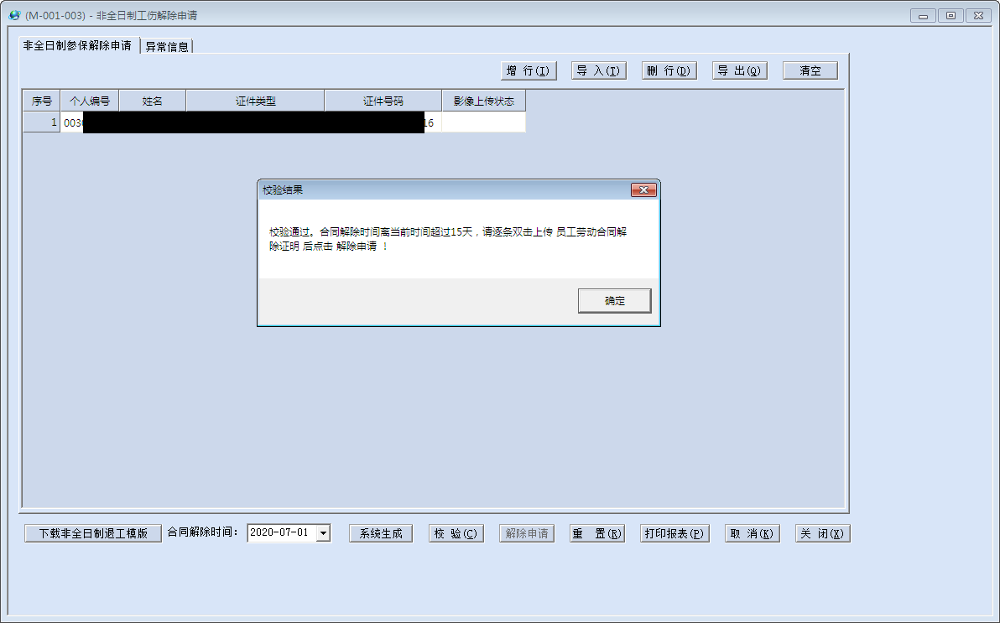 (M-001-003) - 非全日制工伤解除申请
非全日制参保解除申请 异常信息
增 行(I) 导 入(T) 删 行(D) 导 出(Q) 清空
序号 个人编号 姓名 证件类型 证件号码 影像上传状态
1 003 16
校验结果
校验通过。合同解除时间离当前时间超过15天，请逐条双击上传 员工劳动合同解
除证明 后点击 解除申请 ！
确定
下载非全日制退工模版 合同解除时间： 2020-07-01 系统生成 校 验(C) 解除申请 重 置(R) 打印报表(P) 取 消(K) 关 闭(X)